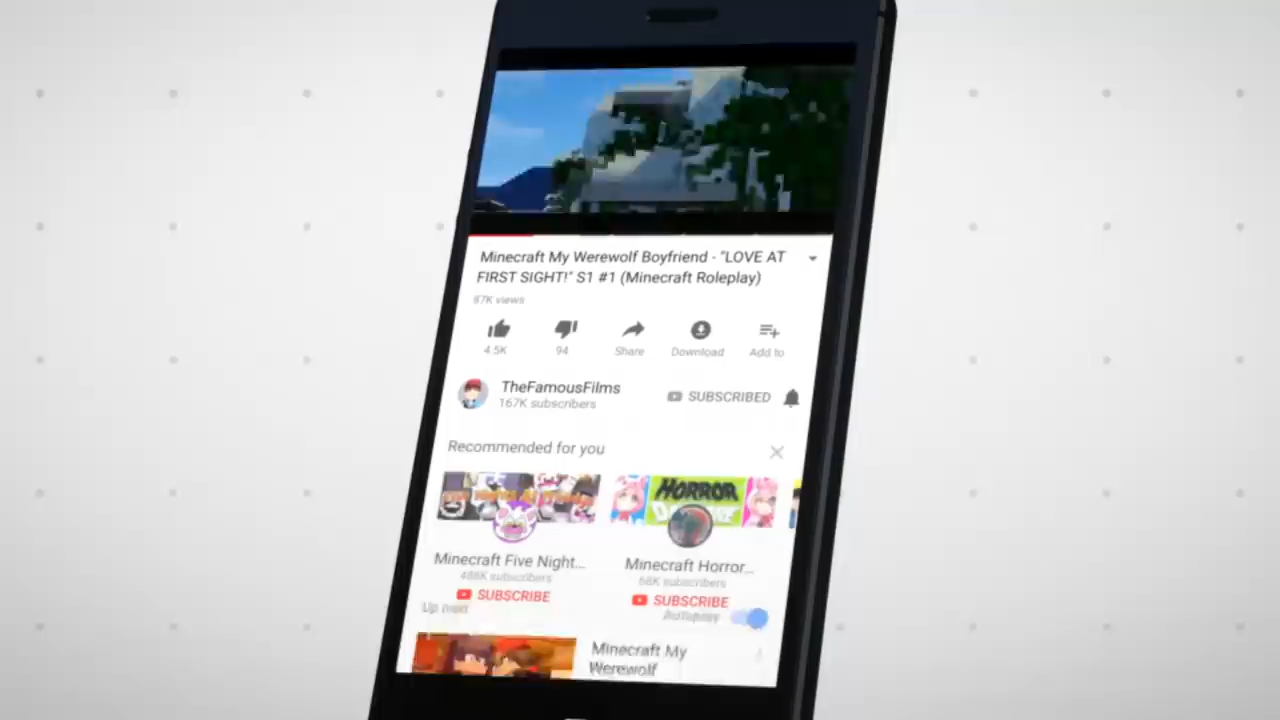 Minecraft My Werewolf Boyfriend - "LOVE AT
FIRST SIGHT!" S1 #1 (Minecraft Roleplay)
87K views
4.5K
94
Share
Download
Add to
TheFamousFilms
167K subscribers
SUBSCRIBED
Recommended for you
HORROR
Minecraft Five Night...
488K subscribers
SUBSCRIBE
Minecraft Horror...
68K subscribers
SUBSCRIBE
Up next
Autoplay
Minecraft My
Werewolf